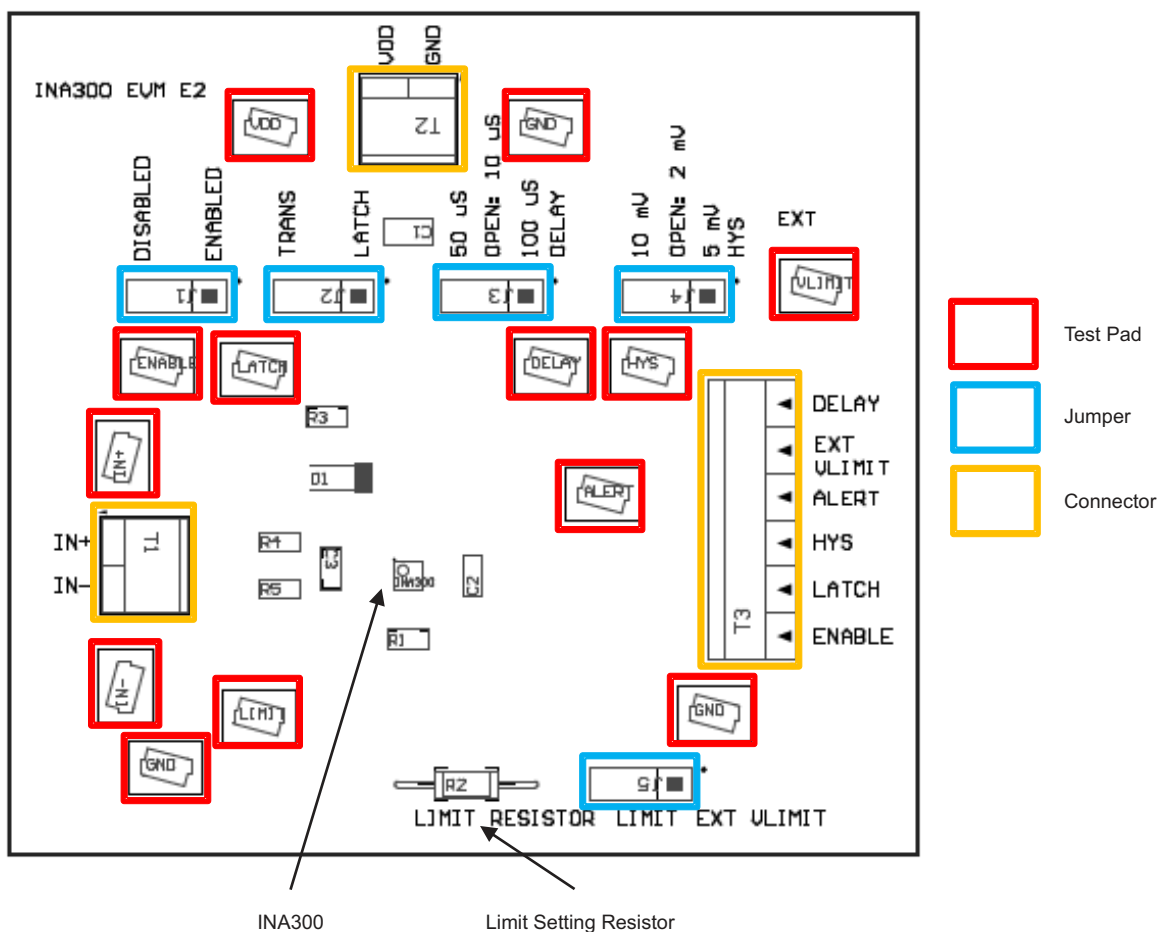 VDD
GND
INA300 EVM E2
VDD
T2
GND
DISABLED
ENABLED
TRANS
LATCH
C1
50 uS
OPEN: 10 uS
100 uS
DELAY
10 mV
OPEN: 2 mV
5 mV
HYS
EXT
VLIMIT
J1
J2
J3
J4
ENABLE
LATCH
DELAY
HYS
R3
IN+
D1
ALERT
DELAY
EXT
VLIMIT
ALERT
HYS
LATCH
ENABLE
T3
IN+
IN-
T1
R4
R5
C3
INA300
C2
R1
IN-
LIMIT
GND
GND
R2
J5
LIMIT RESISTOR
LIMIT
EXT VLIMIT
INA300
Limit Setting Resistor
Test Pad
Jumper
Connector